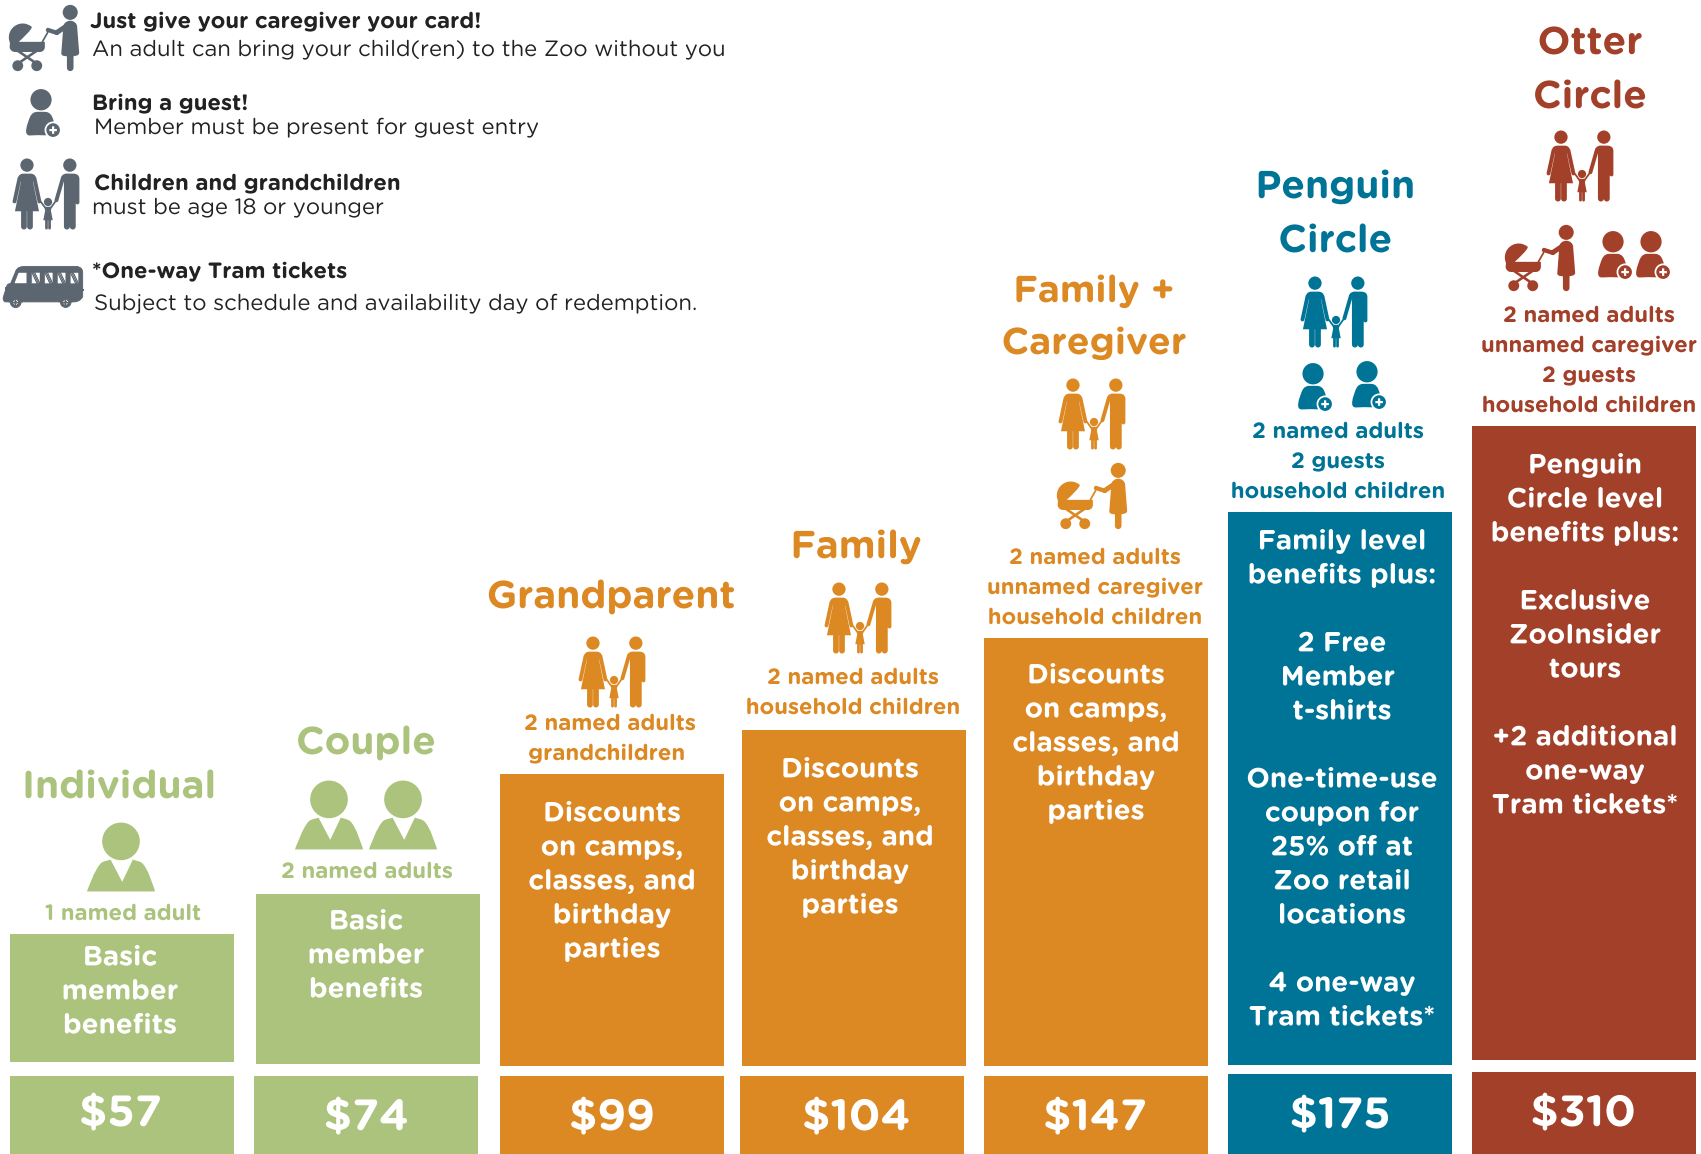 Just give your caregiver your card!
An adult can bring your child(ren) to the Zoo without you
Bring a guest!
Member must be present for guest entry
Children and grandchildren
must be age 18 or younger
*One-way Tram tickets
Subject to schedule and availability day of redemption.
Individual
1 named adult
Basic
member
benefits
$57
Couple
2 named adults
Basic
member
benefits
$74
Grandparent
2 named adults
grandchildren
Discounts
on camps,
classes, and
birthday
parties
$99
Family
2 named adults
household children
Discounts
on camps,
classes, and
birthday
parties
$104
Family +
Caregiver
2 named adults
unnamed caregiver
household children
Discounts
on camps,
classes, and
birthday
parties
$147
Penguin
Circle
2 named adults
2 guests
household children
Family level
benefits plus:
2 Free
Member
t-shirts
One-time-use
coupon for
25% off at
Zoo retail
locations
4 one-way
Tram tickets*
$175
Otter
Circle
2 named adults
unnamed caregiver
2 guests
household children
Penguin
Circle level
benefits plus:
Exclusive
ZooInsider
tours
+2 additional
one-way
Tram tickets*
$310